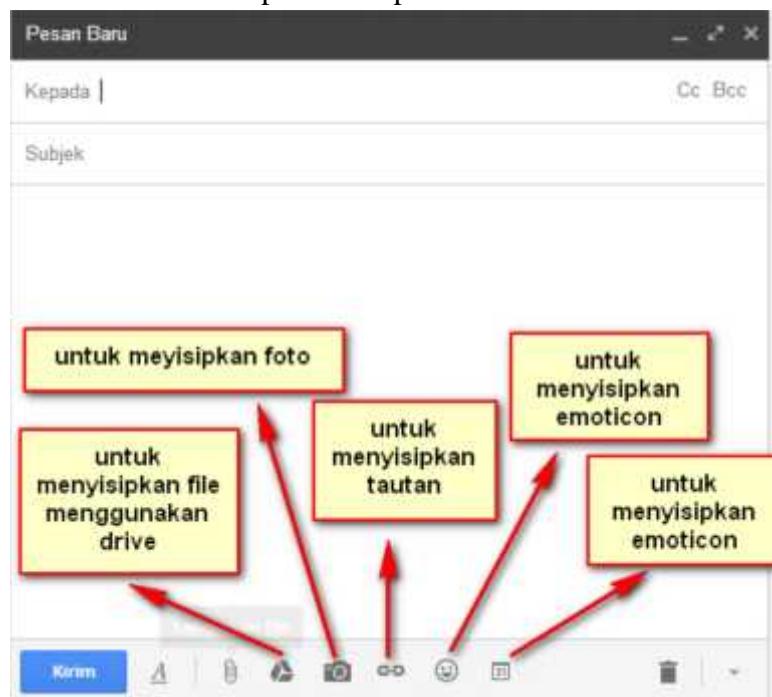 Pesan Baru
Kepada
Cc Bcc
Subjek
untuk meyisipkan foto
untuk
menyisipkan
emoticon
untuk
menyisipkan
tautan
untuk
menyisipkan file
menggunakan
drive
untuk
menyisipkan
emoticon
Kirim
A
31